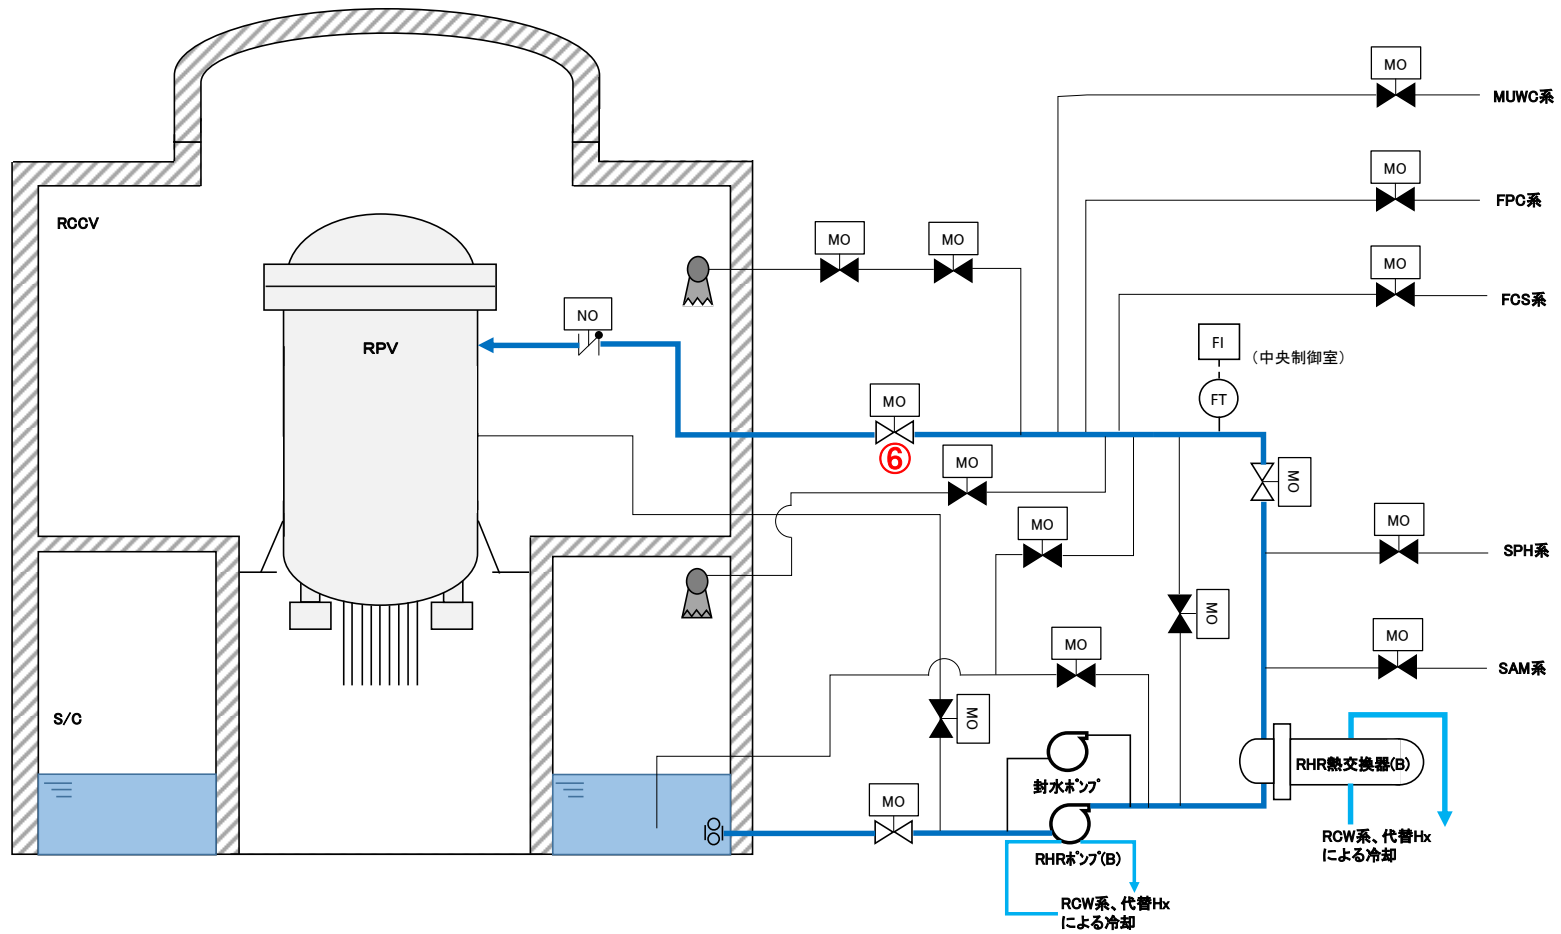 MO
MUWC系
MO
FPC系
RCCV
MO
MO
MO
FCS系
NO
RPV
FI
(中央制御室)
FT
MO
⑥
MO
MO
MO
MO
SPH系
MO
MO
MO
SAM系
S/C
MO
封水ポンプ
RHR熱交換器(B)
MO
RHRポンプ(B)
RCW系、代替Hx
による冷却
RCW系、代替Hx
による冷却